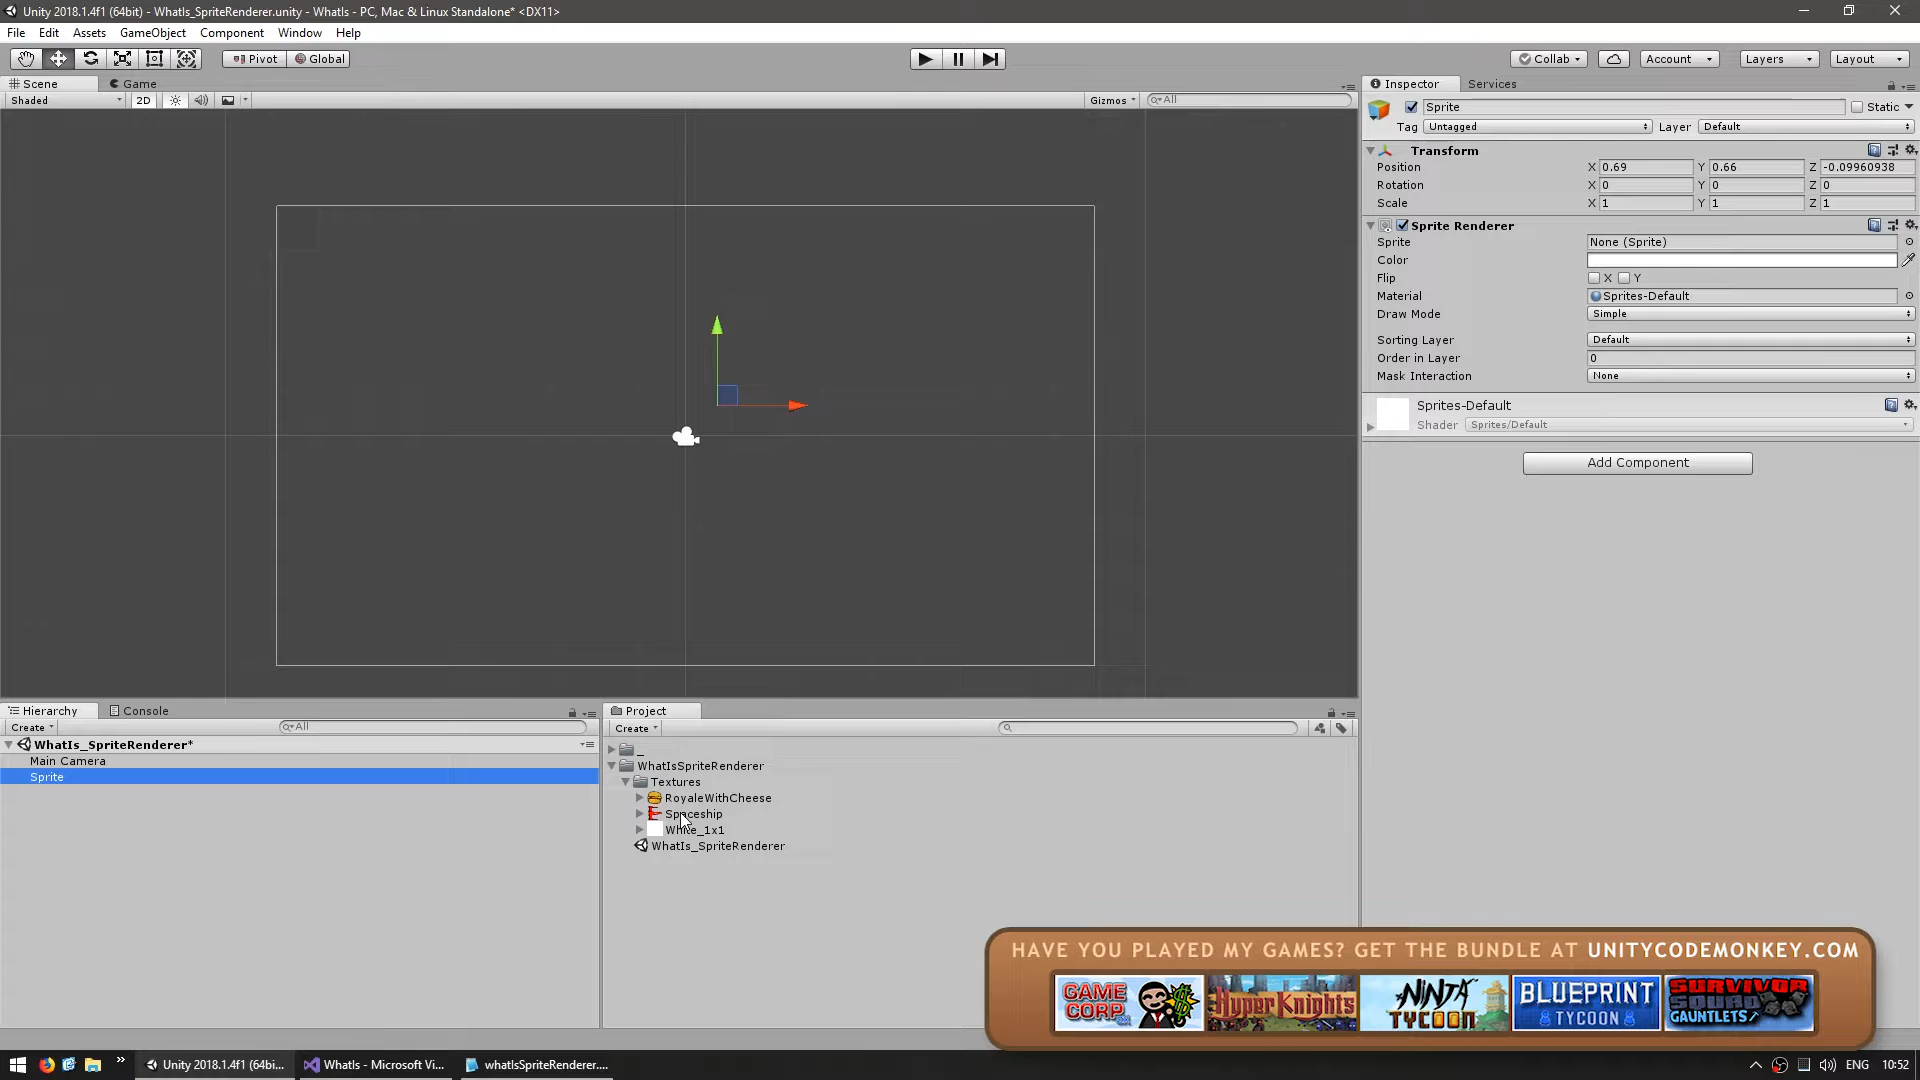 Unity 2018.1.4f1 (64bit) - WhatIs_SpriteRenderer.unity - WhatIs - PC, Mac & Linux Standalone* <DX11>
File Edit Assets GameObject Component Window Help
Pivot Global Collab Account Layers Layout
Scene Game
Shaded 2D Gizmos All
Inspector Services
Sprite Static
Tag Untagged Layer Default
Transform
Position X 0.69 Y 0.66 Z -0.09960938
Rotation X 0 Y 0 Z 0
Scale X 1 Y 1 Z 1
Sprite Renderer
Sprite None (Sprite)
Color
Flip X Y
Material Sprites-Default
Draw Mode Simple
Sorting Layer Default
Order in Layer 0
Mask Interaction None
Sprites-Default
Shader Sprites/Default
Add Component
Hierarchy Console
Create All
WhatIs_SpriteRenderer*
Main Camera
Sprite
Project
Create
_
WhatIsSpriteRenderer
Textures
RoyaleWithCheese
Spaceship
White_1x1
WhatIs_SpriteRenderer
HAVE YOU PLAYED MY GAMES? GET THE BUNDLE AT UNITYCODEMONKEY.COM
GAME CORP
HYPER KNIGHTS
NINJA TYCOON
BLUEPRINT TYCOON
SURVIVOR SQUAD GAUNTLETS
Unity 2018.1.4f1 (64bi... WhatIs - Microsoft Vi... whatIsSpriteRenderer.... ENG 10:52